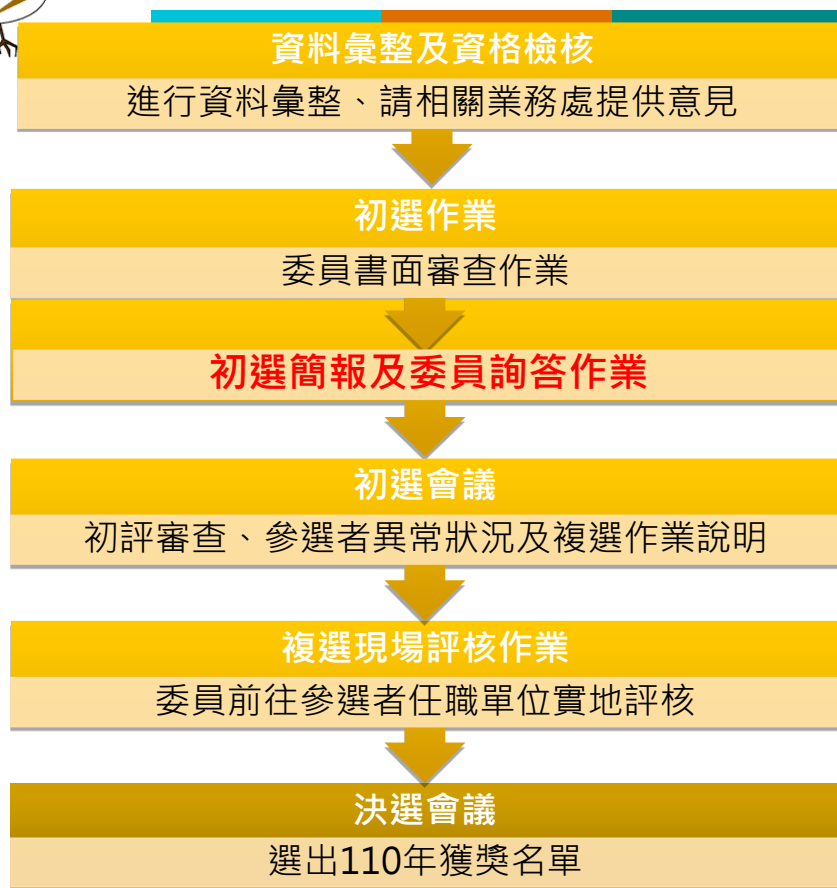 資料彙整及資格檢核
進行資料彙整、請相關業務處提供意見
初選作業
委員書面審查作業
初選簡報及委員詢答作業
初選會議
初評審查、參選者異常狀況及複選作業說明
複選現場評核作業
委員前往參選者任職單位實地評核
決選會議
選出110年獲獎名單